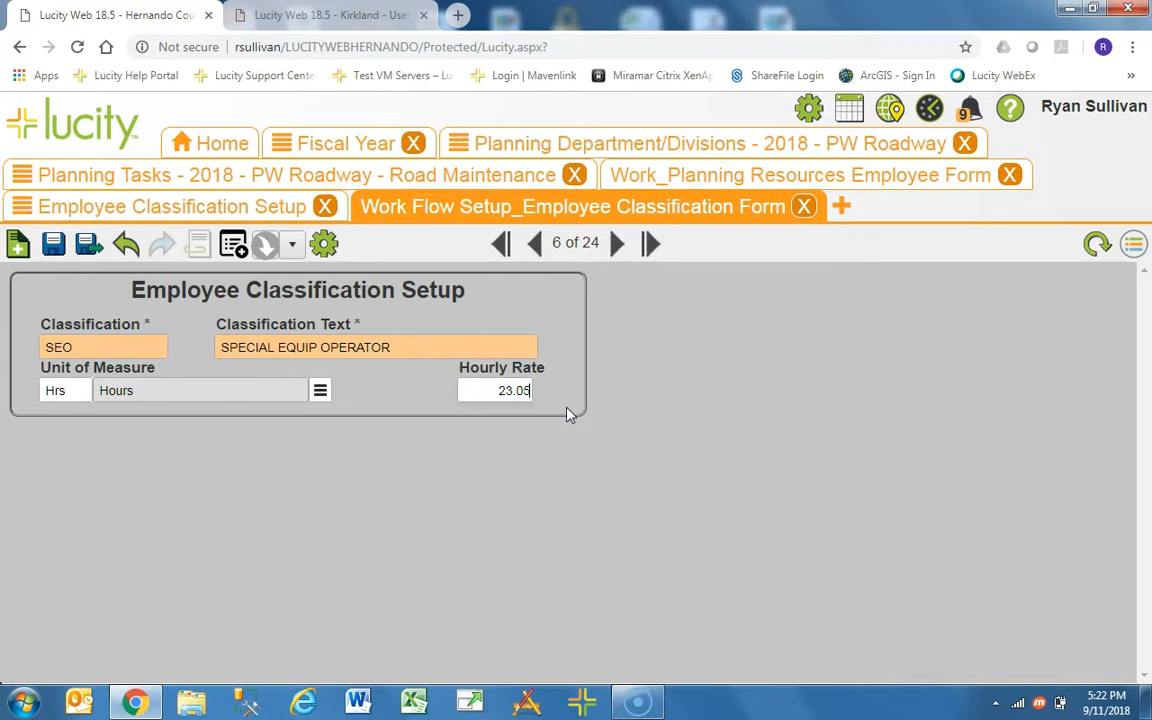 Lucity Web 18.5 - Hernando Cou
Lucity Web 18.5 - Kirkland - Use
Not secure
rsullivan/LUCITYWEBHERNANDO/Protected/Lucity.aspx?
R
Apps
Lucity Help Portal
Lucity Support Cente
Test VM Servers – Lu
Login | Mavenlink
Miramar Citrix XenAp
ShareFile Login
ArcGIS - Sign In
Lucity WebEx
»
lucity
9
?
Ryan Sullivan
Home
Fiscal Year X
Planning Department/Divisions - 2018 - PW Roadway X
Planning Tasks - 2018 - PW Roadway - Road Maintenance X
Work_Planning Resources Employee Form X
Employee Classification Setup X
Work Flow Setup_Employee Classification Form X
6 of 24
Employee Classification Setup
Classification *
Classification Text *
SEO
SPECIAL EQUIP OPERATOR
Unit of Measure
Hourly Rate
Hrs
Hours
23.05
5:22 PM
9/11/2018